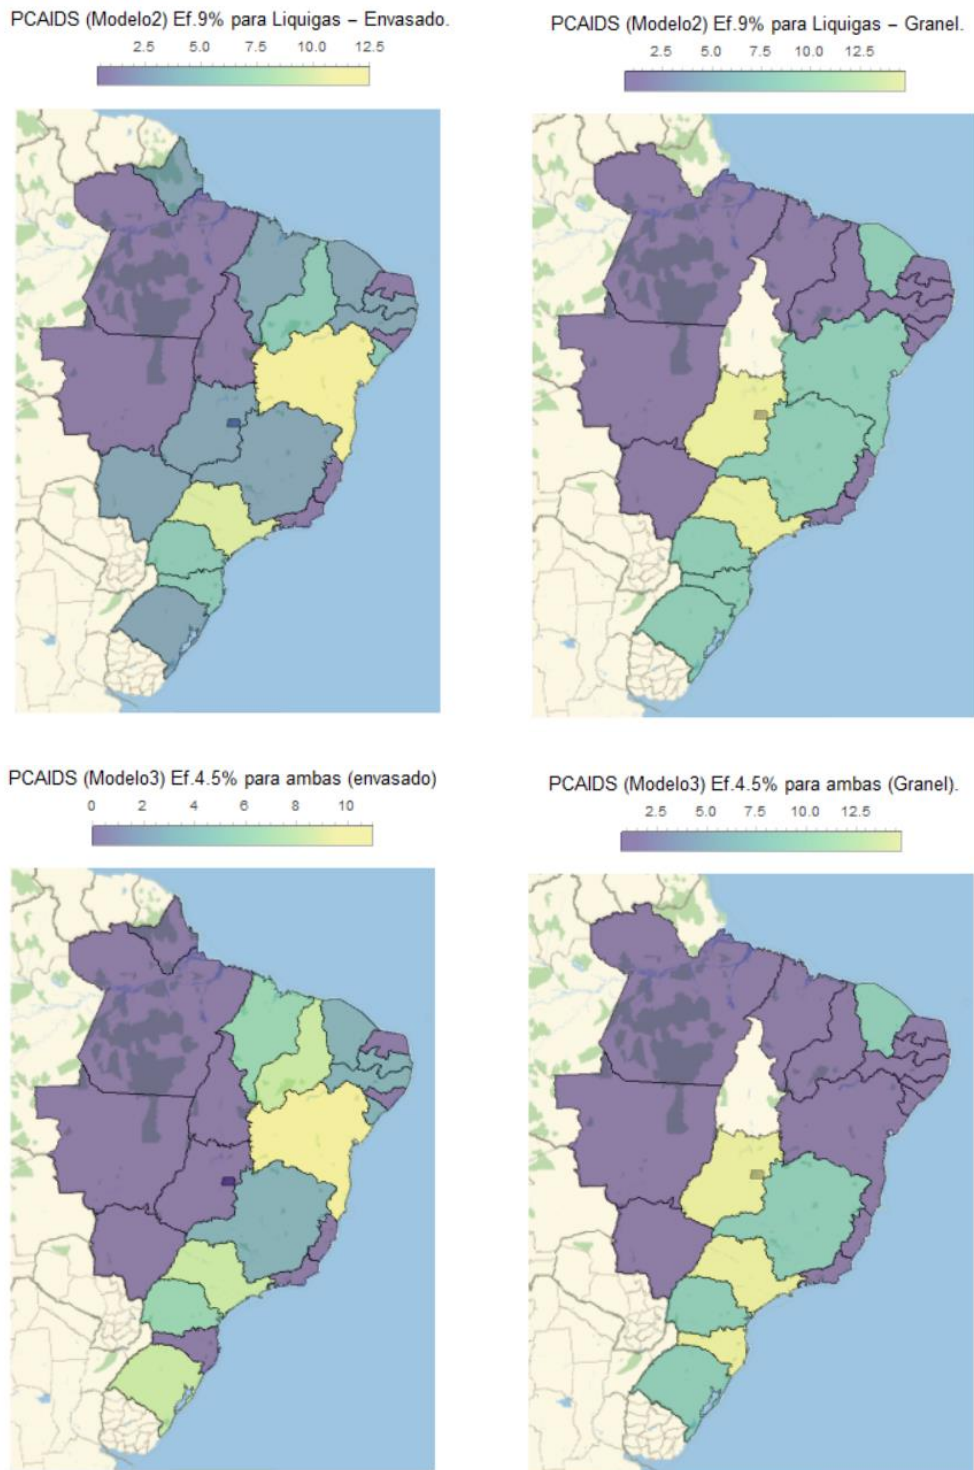 PCAIDS (Modelo2) Ef.9% para Liquigas – Envasado.
2.5 5.0 7.5 10.0 12.5
PCAIDS (Modelo2) Ef.9% para Liquigas – Granel.
2.5 5.0 7.5 10.0 12.5
PCAIDS (Modelo3) Ef.4.5% para ambas (envasado)
0 2 4 6 8 10
PCAIDS (Modelo3) Ef.4.5% para ambas (Granel).
2.5 5.0 7.5 10.0 12.5